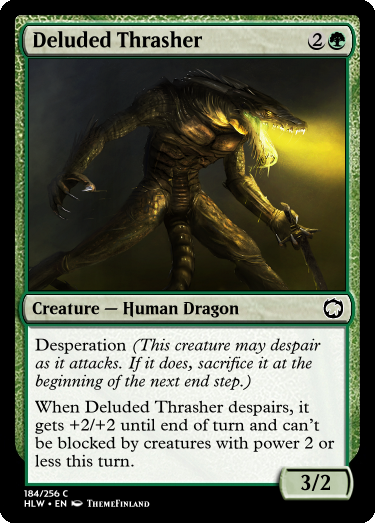 Deluded Thrasher 2
Creature — Human Dragon
Desperation (This creature may despair
as it attacks. If it does, sacrifice it at the
beginning of the next end step.)
When Deluded Thrasher despairs, it
gets +2/+2 until end of turn and can't
be blocked by creatures with power 2 or
less this turn.
3/2
184/256 C
HLW • EN ThemeFinland